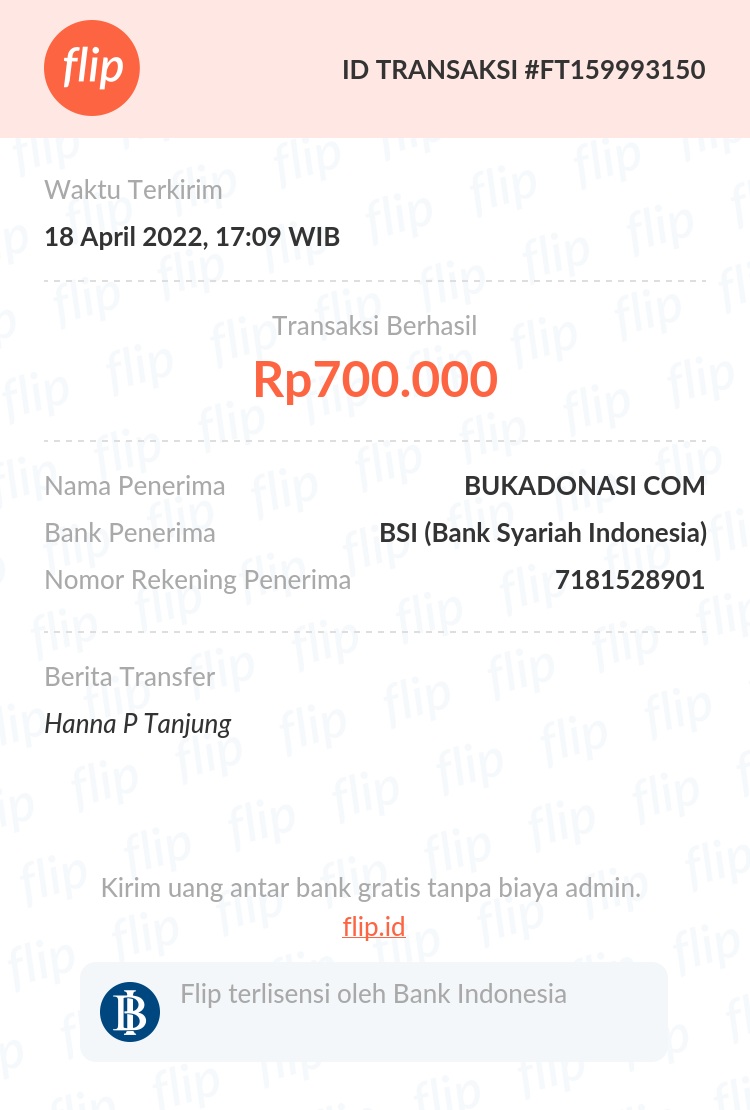 flip
ID TRANSAKSI #FT159993150
Waktu Terkirim
18 April 2022, 17:09 WIB
Transaksi Berhasil
Rp700.000
Nama Penerima BUKADONASI COM
Bank Penerima BSI (Bank Syariah Indonesia)
Nomor Rekening Penerima 7181528901
Berita Transfer
Hanna P Tanjung
Kirim uang antar bank gratis tanpa biaya admin.
flip.id
Flip terlisensi oleh Bank Indonesia